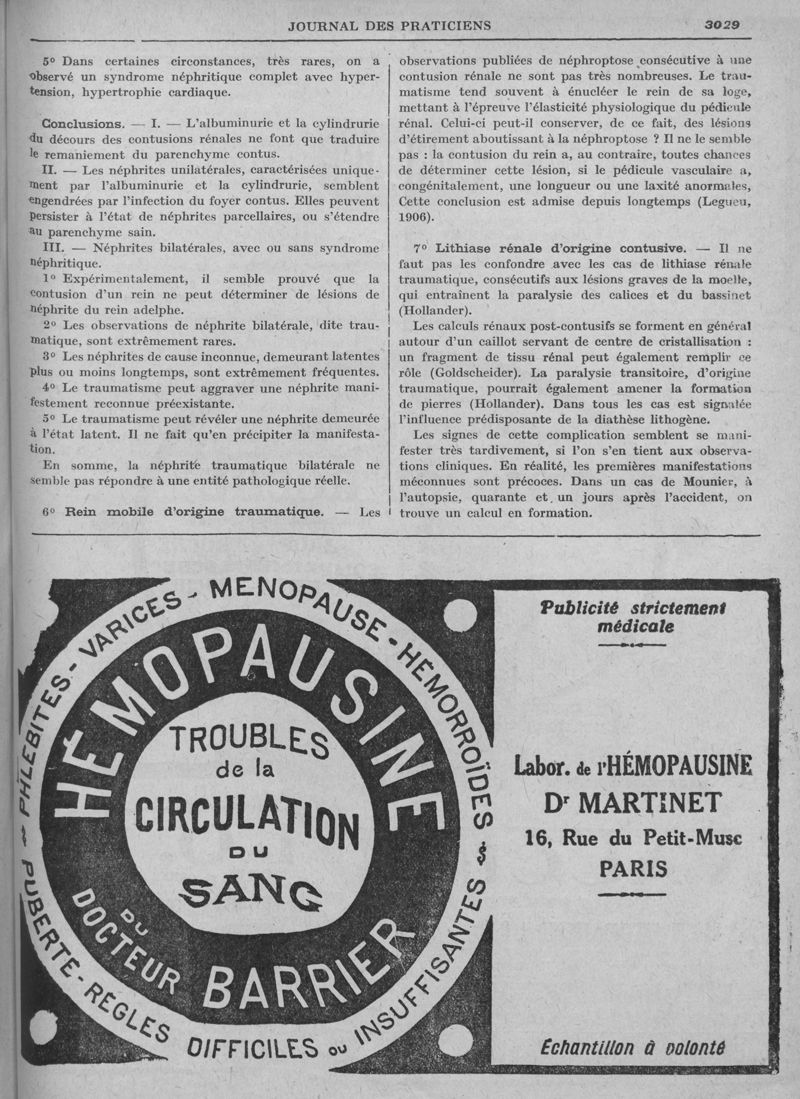 JOURNAL DES PRATICIENS
3029
5º Dans certaines circonstances, très rares, on a
observé un syndrome néphritique complet avec hyper-
tension, hypertrophie cardiaque.
Conclusions. — I. — L'albuminurie et la cylindrurie
du décours des contusions rénales ne font que traduire
le remaniement du parenchyme contus.
II. — Les néphrites unilatérales, caractérisées unique-
ment par l'albuminurie et la cylindrurie, semblent
engendrées par l'infection du foyer contus. Elles peuvent
persister à l'état de néphrites parcellaires, ou s'étendre
au parenchyme sain.
III. — Néphrites bilatérales, avec ou sans syndrome
néphritique.
1º Expérimentalement, il semble prouvé que la
contusion d'un rein ne peut déterminer de lésions de
néphrite du rein adelphe.
2º Les observations de néphrite bilatérale, dite trau-
matique, sont extrêmement rares.
3º Les néphrites de cause inconnue, demeurant latentes
plus ou moins longtemps, sont extrêmement fréquentes.
4º Le traumatisme peut aggraver une néphrite mani-
festement reconnue préexistante.
5º Le traumatisme peut révéler une néphrite demeurée
à l'état latent. Il ne fait qu'en précipiter la manifesta-
tion.
En somme, la néphrite traumatique bilatérale ne
semble pas répondre à une entité pathologique réelle.
6º Rein mobile d'origine traumatique. — Les
observations publiées de néphroptose consécutive à une
contusion rénale ne sont pas très nombreuses. Le trau-
matisme tend souvent à énucléer le rein de sa loge,
mettant à l'épreuve l'élasticité physiologique du pédicule
rénal. Celui-ci peut-il conserver, de ce fait, des lésions
d'étirement aboutissant à la néphroptose ? Il ne le semble
pas : la contusion du rein a, au contraire, toutes chances
de déterminer cette lésion, si le pédicule vasculaire a,
congénitalement, une longueur ou une laxité anormales,
Cette conclusion est admise depuis longtemps (Legueu,
1906).
7º Lithiase rénale d'origine contusive. — Il ne
faut pas les confondre avec les cas de lithiase rénale
traumatique, consécutifs aux lésions graves de la moelle,
qui entraînent la paralysie des calices et du bassinet
(Hollander).
Les calculs rénaux post-contusifs se forment en général
autour d'un caillot servant de centre de cristallisation :
un fragment de tissu rénal peut également remplir ce
rôle (Goldscheider). La paralysie transitoire, d'origine
traumatique, pourrait également amener la formation
de pierres (Hollander). Dans tous les cas est signalée
l'influence prédisposante de la diathèse lithogène.
Les signes de cette complication semblent se mani-
fester très tardivement, si l'on s'en tient aux observa-
tions cliniques. En réalité, les premières manifestations
méconnues sont précoces. Dans un cas de Mounier, à
l'autopsie, quarante et un jours après l'accident, on
trouve un calcul en formation.
PUBERTÉ - RÉGLES DIFFICILES ou INSUFFISANTES
PHLÉBITES - VARICES - MENOPAUSE - HÉMORROÏDES
HÉMOPAUSINE
TROUBLES
de la
CIRCULATION
DU
SANG
DU
DOCTEUR BARRIER
Publicité strictement
médicale
Labor. de l'HÉMOPAUSINE
Dr MARTINET
16, Rue du Petit-Musc
PARIS
Échantillon à volonté